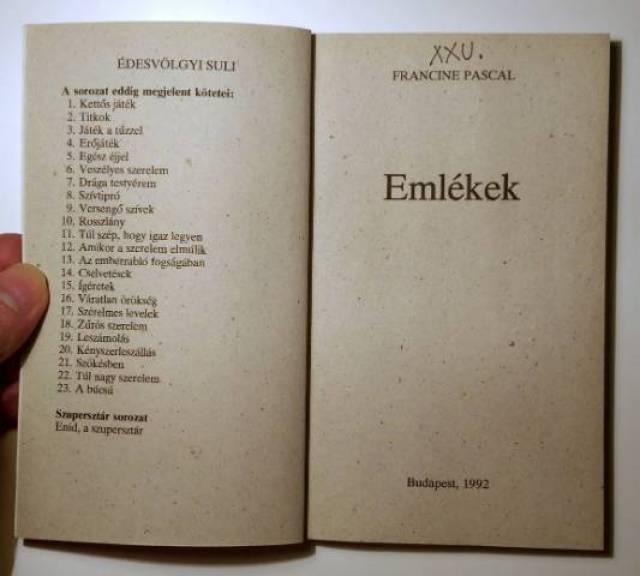 ÉDESVÖLGYI SULI
A sorozat eddig megjelent kötetei:
1. Kettős játék
2. Titkok
3. Játék a tűzzel
4. Erőjáték
5. Egész éjjel
6. Veszélyes szerelem
7. Drága testvérem
8. Szívtipró
9. Versengő szívek
10. Rosszlány
11. Túl szép, hogy igaz legyen
12. Amikor a szerelem elmúlik
13. Az emberrabló fogságában
14. Cselvetések
15. Ígéretek
16. Váratlan örökség
17. Szerelmes levelek
18. Zűrös szerelem
19. Leszámolás
20. Kényszerleszállás
21. Szökésben
22. Túl nagy szerelem
23. A búcsú
Szupersztár sorozat
Enid, a szupersztár
XXU.
FRANCINE PASCAL
Emlékek
Budapest, 1992